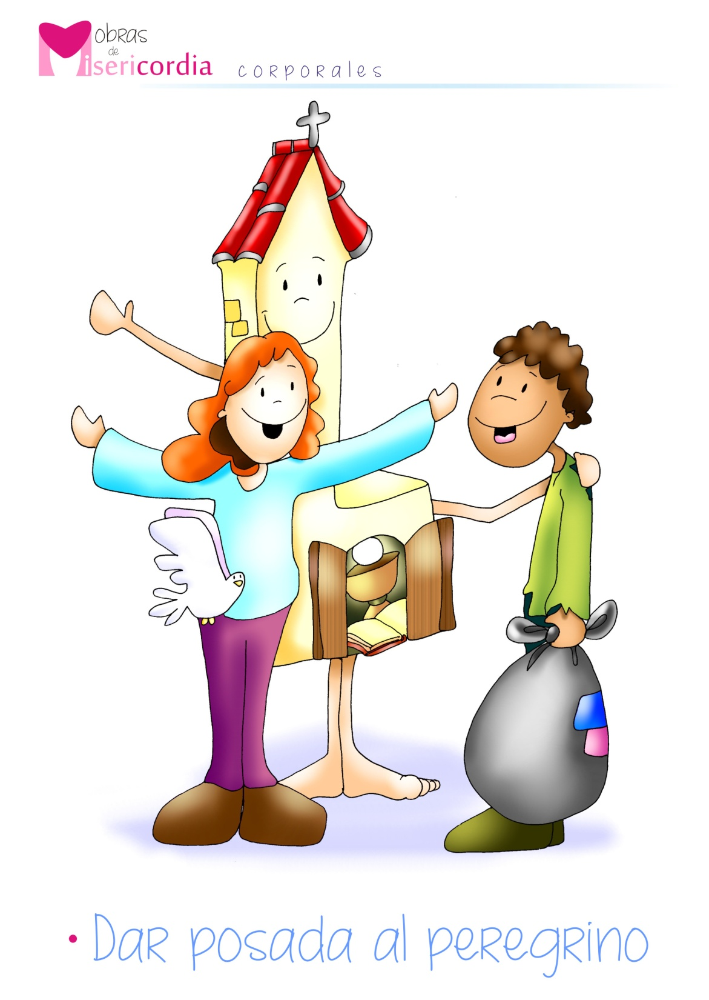 obras
de
Misericordia corporales
• Dar posada al peregrino